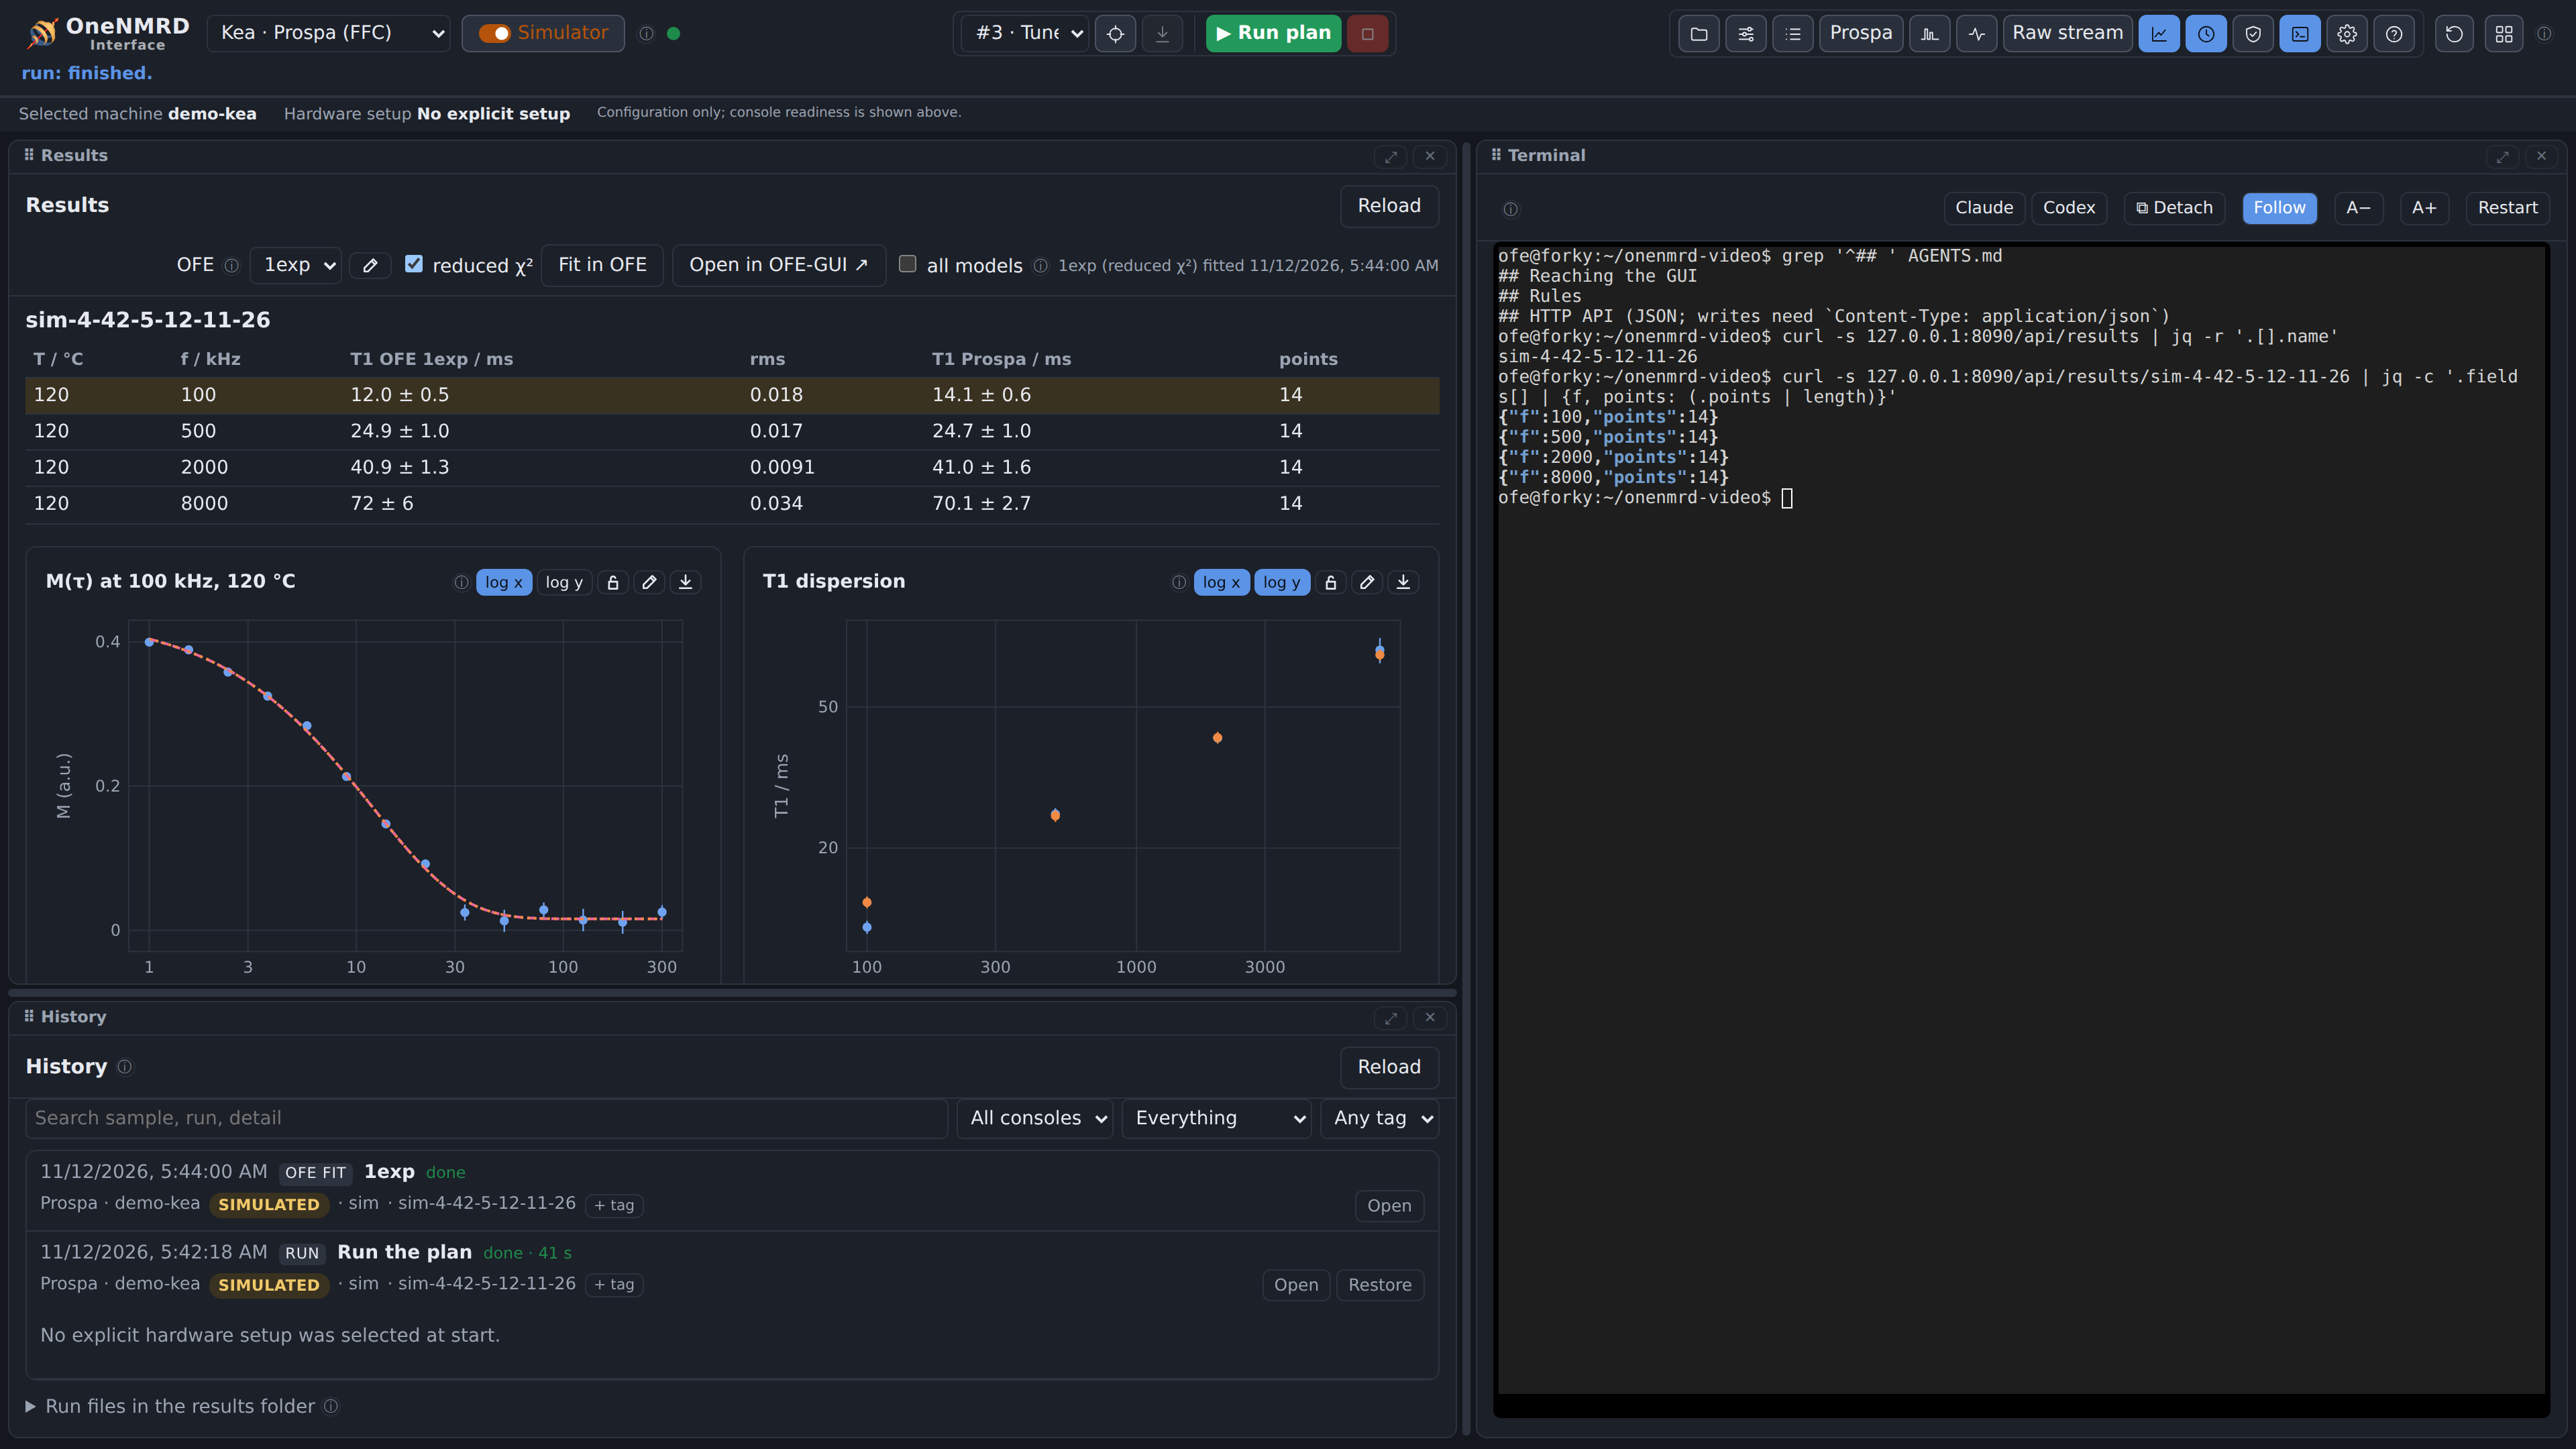 OneNMRD
Interface
Kea · Prospa (FFC)
Simulator
ⓘ
#3 · Tune
▶ Run plan
Prospa
Raw stream
ⓘ
run: finished.
Selected machine demo-kea Hardware setup No explicit setup Configuration only; console readiness is shown above.
⠿ Results
Results
Reload
OFE ⓘ 1exp reduced χ² Fit in OFE Open in OFE-GUI ↗ all models ⓘ 1exp (reduced χ²) fitted 11/12/2026, 5:44:00 AM
sim-4-42-5-12-11-26
T / °C f / kHz T1 OFE 1exp / ms rms T1 Prospa / ms points
120 100 12.0 ± 0.5 0.018 14.1 ± 0.6 14
120 500 24.9 ± 1.0 0.017 24.7 ± 1.0 14
120 2000 40.9 ± 1.3 0.0091 41.0 ± 1.6 14
120 8000 72 ± 6 0.034 70.1 ± 2.7 14
M(τ) at 100 kHz, 120 °C ⓘ log x log y
0.4
0.2
0
M (a.u.)
1 3 10 30 100 300
T1 dispersion ⓘ log x log y
50
20
T1 / ms
100 300 1000 3000
⠿ History
History ⓘ
Reload
Search sample, run, detail All consoles Everything Any tag
11/12/2026, 5:44:00 AM OFE FIT 1exp done
Prospa · demo-kea SIMULATED · sim · sim-4-42-5-12-11-26 + tag Open
11/12/2026, 5:42:18 AM RUN Run the plan done · 41 s
Prospa · demo-kea SIMULATED · sim · sim-4-42-5-12-11-26 + tag Open Restore
No explicit hardware setup was selected at start.
▶ Run files in the results folder ⓘ
⠿ Terminal
ⓘ Claude Codex ⧉ Detach Follow A− A+ Restart
ofe@forky:~/onenmrd-video$ grep '^## ' AGENTS.md
## Reaching the GUI
## Rules
## HTTP API (JSON; writes need `Content-Type: application/json`)
ofe@forky:~/onenmrd-video$ curl -s 127.0.0.1:8090/api/results | jq -r '.[].name'
sim-4-42-5-12-11-26
ofe@forky:~/onenmrd-video$ curl -s 127.0.0.1:8090/api/results/sim-4-42-5-12-11-26 | jq -c '.field
s[] | {f, points: (.points | length)}'
{"f":100,"points":14}
{"f":500,"points":14}
{"f":2000,"points":14}
{"f":8000,"points":14}
ofe@forky:~/onenmrd-video$